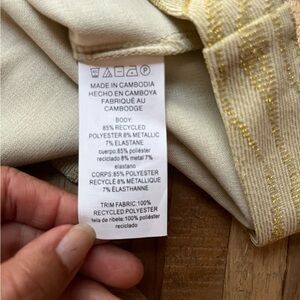 MADE IN CAMBODIA
HECHO EN CAMBOYA
FABRIQUÉ AU
CAMBODGE
BODY:
85% RECYCLED
POLYESTER 8% METALLIC
7% ELASTANE
cuerpo:85% poliéster
reciclado 8% metal 7%
elastano
CORPS:85% POLYESTER
RECYCLÉ 8% MÉTALLIQUE
7% ÉLASTHANNE
TRIM FABRIC:100%
RECYCLED POLYESTER
tela de ribete:100% poliéster
reciclado